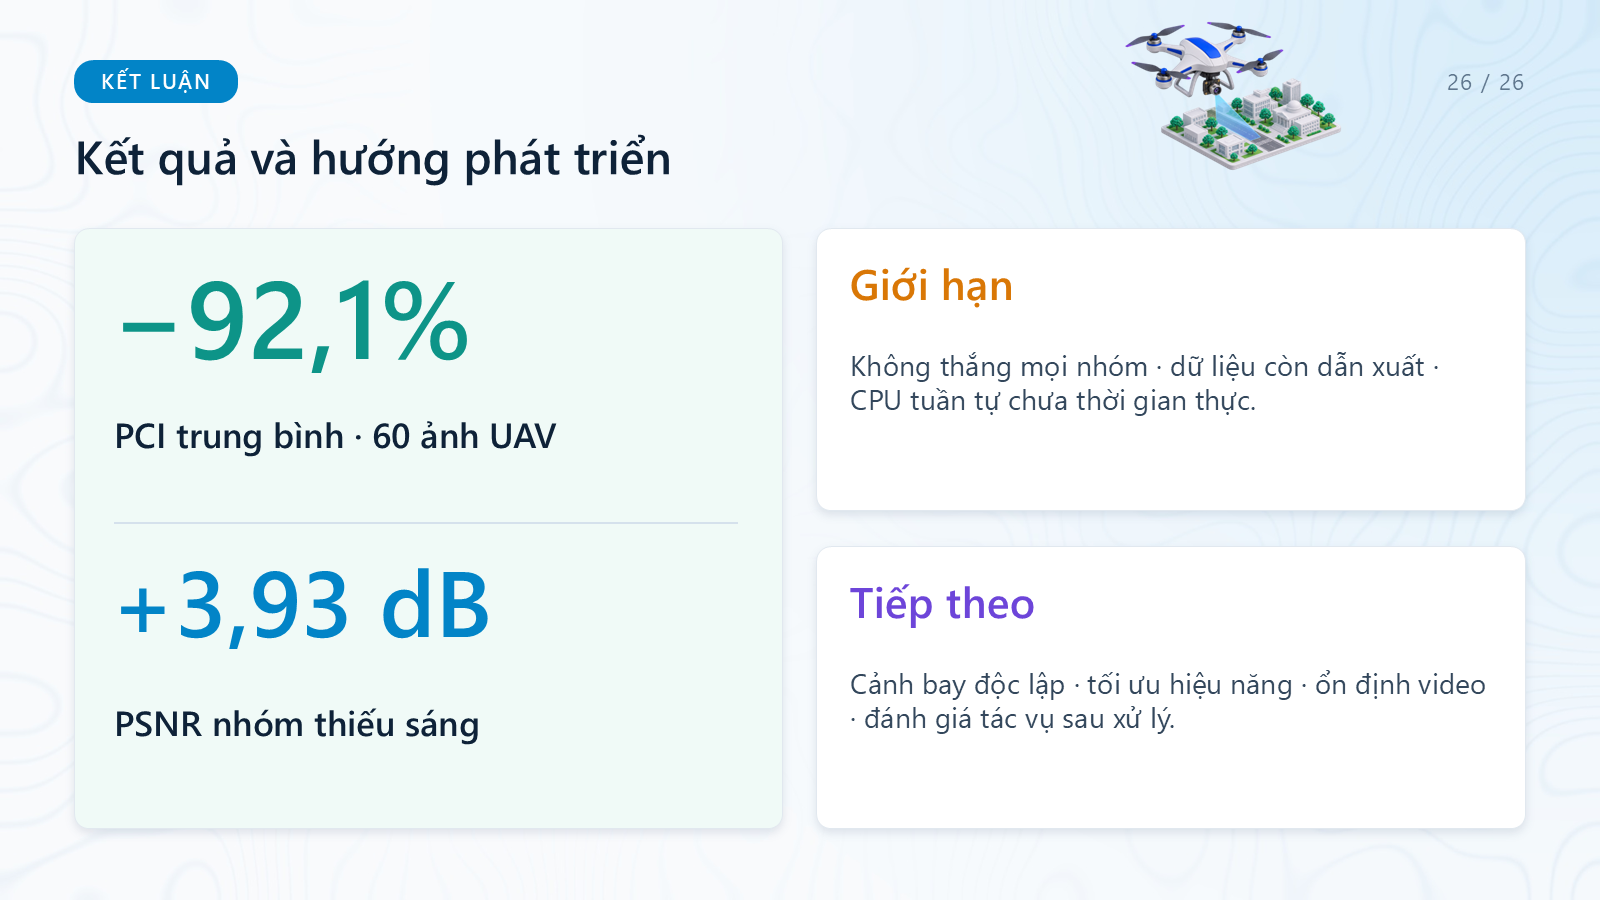 KẾT LUẬN
26 / 26
Kết quả và hướng phát triển
−92,1%
PCI trung bình · 60 ảnh UAV
+3,93 dB
PSNR nhóm thiếu sáng
Giới hạn
Không thắng mọi nhóm · dữ liệu còn dẫn xuất ·
CPU tuần tự chưa thời gian thực.
Tiếp theo
Cảnh bay độc lập · tối ưu hiệu năng · ổn định video
· đánh giá tác vụ sau xử lý.